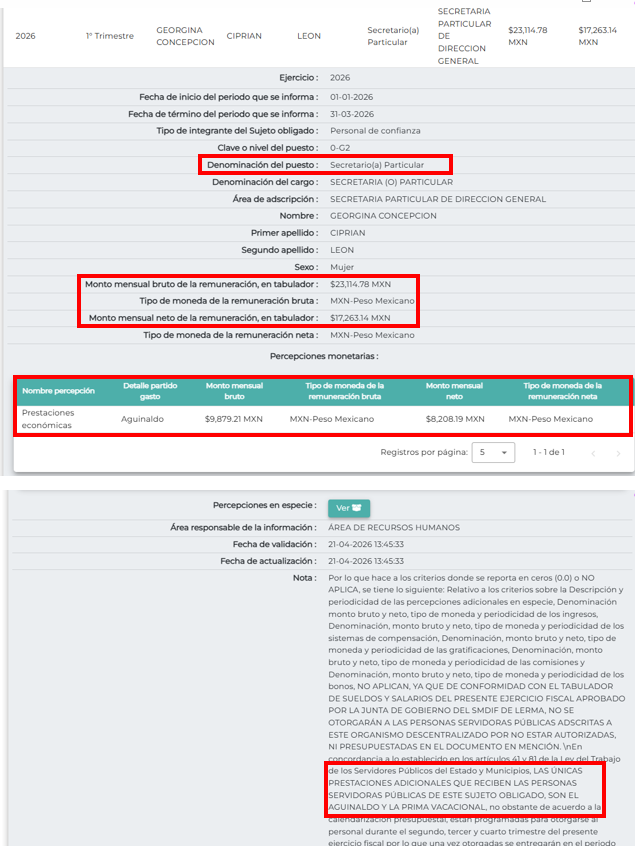 SECRETARIA
PARTICULAR
2026 1° Trimestre GEORGINA CONCEPCION CIPRIAN LEON Secretario(a) Particular DE $23,114.78 MXN $17,263.14 MXN
DIRECCION
GENERAL
Ejercicio : 2026
Fecha de inicio del periodo que se informa : 01-01-2026
Fecha de término del periodo que se informa : 31-03-2026
Tipo de integrante del Sujeto obligado : Personal de confianza
Clave o nivel del puesto : 0-G2
Denominación del puesto : Secretario(a) Particular
Denominación del cargo : SECRETARIA (O) PARTICULAR
Área de adscripción : SECRETARIA PARTICULAR DE DIRECCION GENERAL
Nombre : GEORGINA CONCEPCION
Primer apellido : CIPRIAN
Segundo apellido : LEON
Sexo : Mujer
Monto mensual bruto de la remuneración, en tabulador : $23,114.78 MXN
Tipo de moneda de la remuneración bruta : MXN-Peso Mexicano
Monto mensual neto de la remuneración, en tabulador : $17,263.14 MXN
Tipo de moneda de la remuneración neta : MXN-Peso Mexicano
Percepciones monetarias :
Nombre percepción Detalle partido gasto Monto mensual bruto Tipo de moneda de la remuneración bruta Monto mensual neto Tipo de moneda de la remuneración neta
Prestaciones económicas Aguinaldo $9,879.21 MXN MXN-Peso Mexicano $8,208.19 MXN MXN-Peso Mexicano
Registros por página: 5 1 - 1 de 1
Percepciones en especie : Ver
Área responsable de la información : ÁREA DE RECURSOS HUMANOS
Fecha de validación : 21-04-2026 13:45:33
Fecha de actualización : 21-04-2026 13:45:33
Nota : Por lo que hace a los criterios donde se reporta en ceros (0.0) o NO
APLICA, se tiene lo siguiente: Relativo a los criterios sobre la Descripción y
periodicidad de las percepciones adicionales en especie, Denominación
monto bruto y neto, tipo de moneda y periodicidad de los ingresos,
Denominación, monto bruto y neto, tipo de moneda y periodicidad de los
sistemas de compensación, Denominación, monto bruto y neto, tipo de
moneda y periodicidad de las gratificaciones, Denominación, monto
bruto y neto, tipo de moneda y periodicidad de las comisiones y
Denominación, monto bruto y neto, tipo de moneda y periodicidad de los
bonos, NO APLICAN, YA QUE DE CONFORMIDAD CON EL TABULADOR
DE SUELDOS Y SALARIOS DEL PRESENTE EJERCICIO FISCAL APROBADO
POR LA JUNTA DE GOBIERNO DEL SMDIF DE LERMA, NO SE
OTORGARÁN A LAS PERSONAS SERVIDORAS PÚBLICAS ADSCRITAS A
ESTE ORGANISMO DESCENTRALIZADO POR NO ESTAR AUTORIZADAS,
NI PRESUPUESTADAS EN EL DOCUMENTO EN MENCIÓN. \nEn
concordancia a lo establecido en los artículos 41 y 81 de la Ley del Trabajo
de los Servidores Públicos del Estado y Municipios, LAS ÚNICAS
PRESTACIONES ADICIONALES QUE RECIBEN LAS PERSONAS
SERVIDORAS PÚBLICAS DE ESTE SUJETO OBLIGADO, SON EL
AGUINALDO Y LA PRIMA VACACIONAL, no obstante de acuerdo a la
calendarización presupuestal, están programadas para otorgarse al
personal durante el segundo, tercer y cuarto trimestre del presente
ejercicio fiscal por lo que una vez otorgadas se entregarán en el periodo